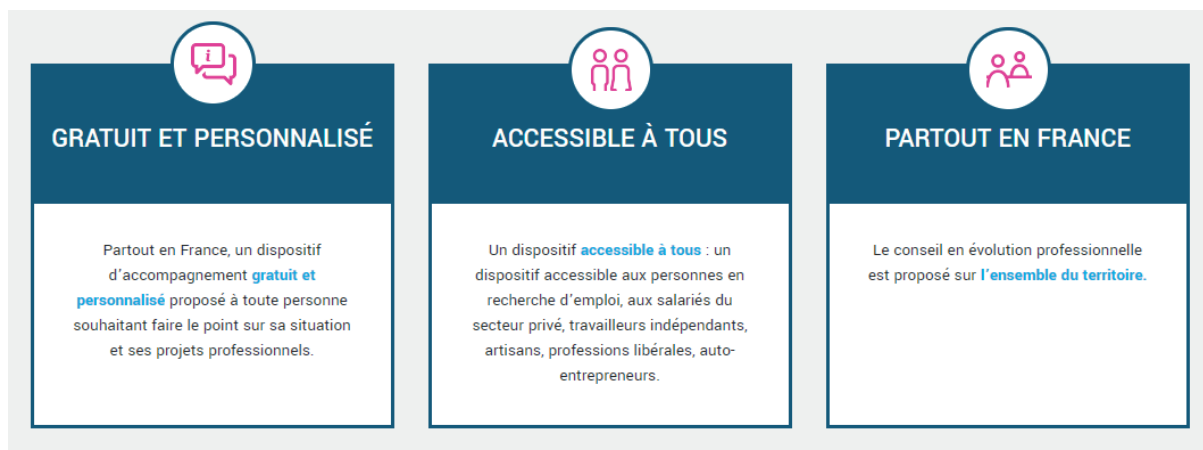 GRATUIT ET PERSONNALISÉ
Partout en France, un dispositif
d'accompagnement gratuit et
personnalisé proposé à toute personne
souhaitant faire le point sur sa situation
et ses projets professionnels.
ACCESSIBLE À TOUS
Un dispositif accessible à tous : un
dispositif accessible aux personnes en
recherche d'emploi, aux salariés du
secteur privé, travailleurs indépendants,
artisans, professions libérales, auto-
entrepreneurs.
PARTOUT EN FRANCE
Le conseil en évolution professionnelle
est proposé sur l'ensemble du territoire.